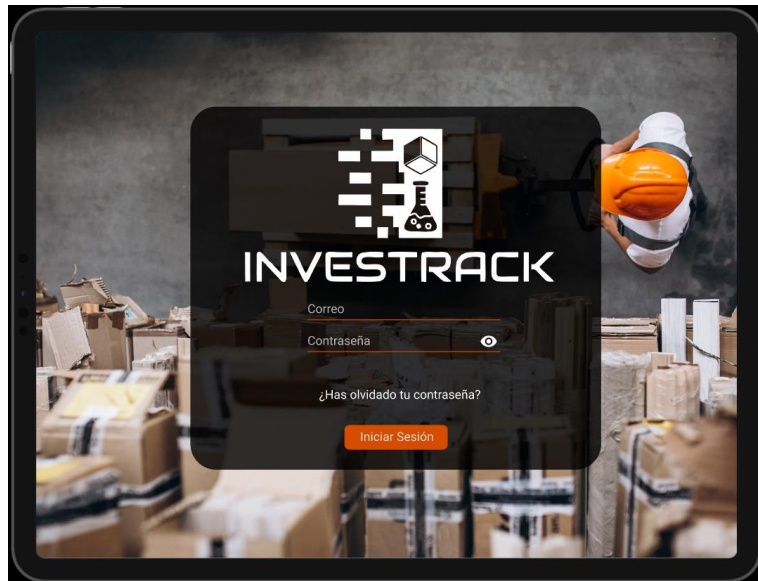 INVESTRACK
Correo
Contraseña
¿Has olvidado tu contraseña?
Iniciar Sesión